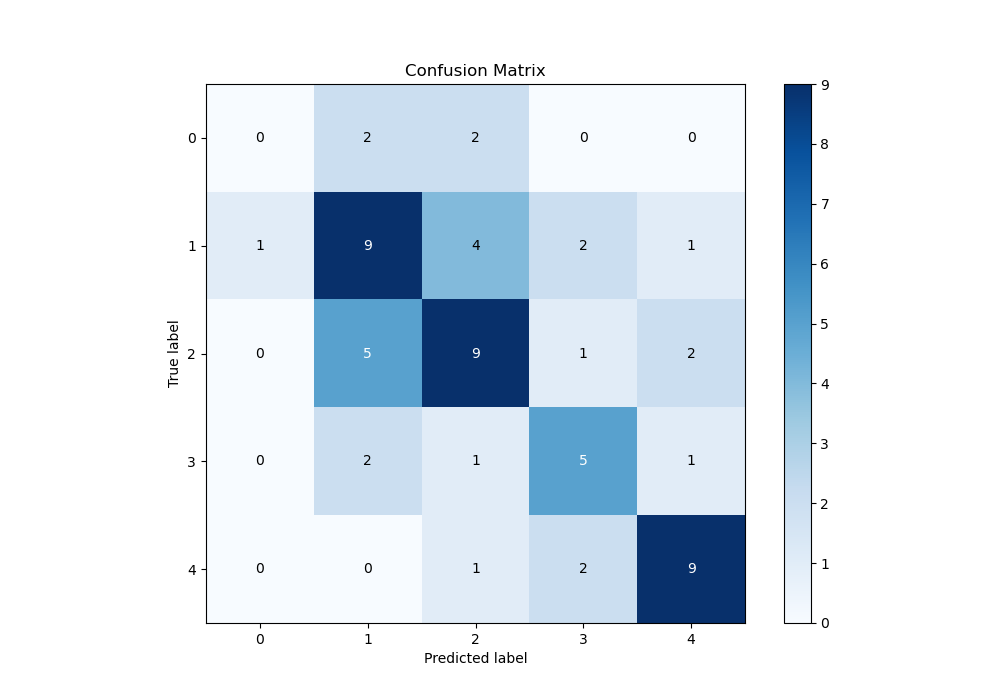 Confusion Matrix
True label
0 0 2 2 0 0
1 1 9 4 2 1
2 0 5 9 1 2
3 0 2 1 5 1
4 0 0 1 2 9
0 1 2 3 4
Predicted label
9
8
7
6
5
4
3
2
1
0